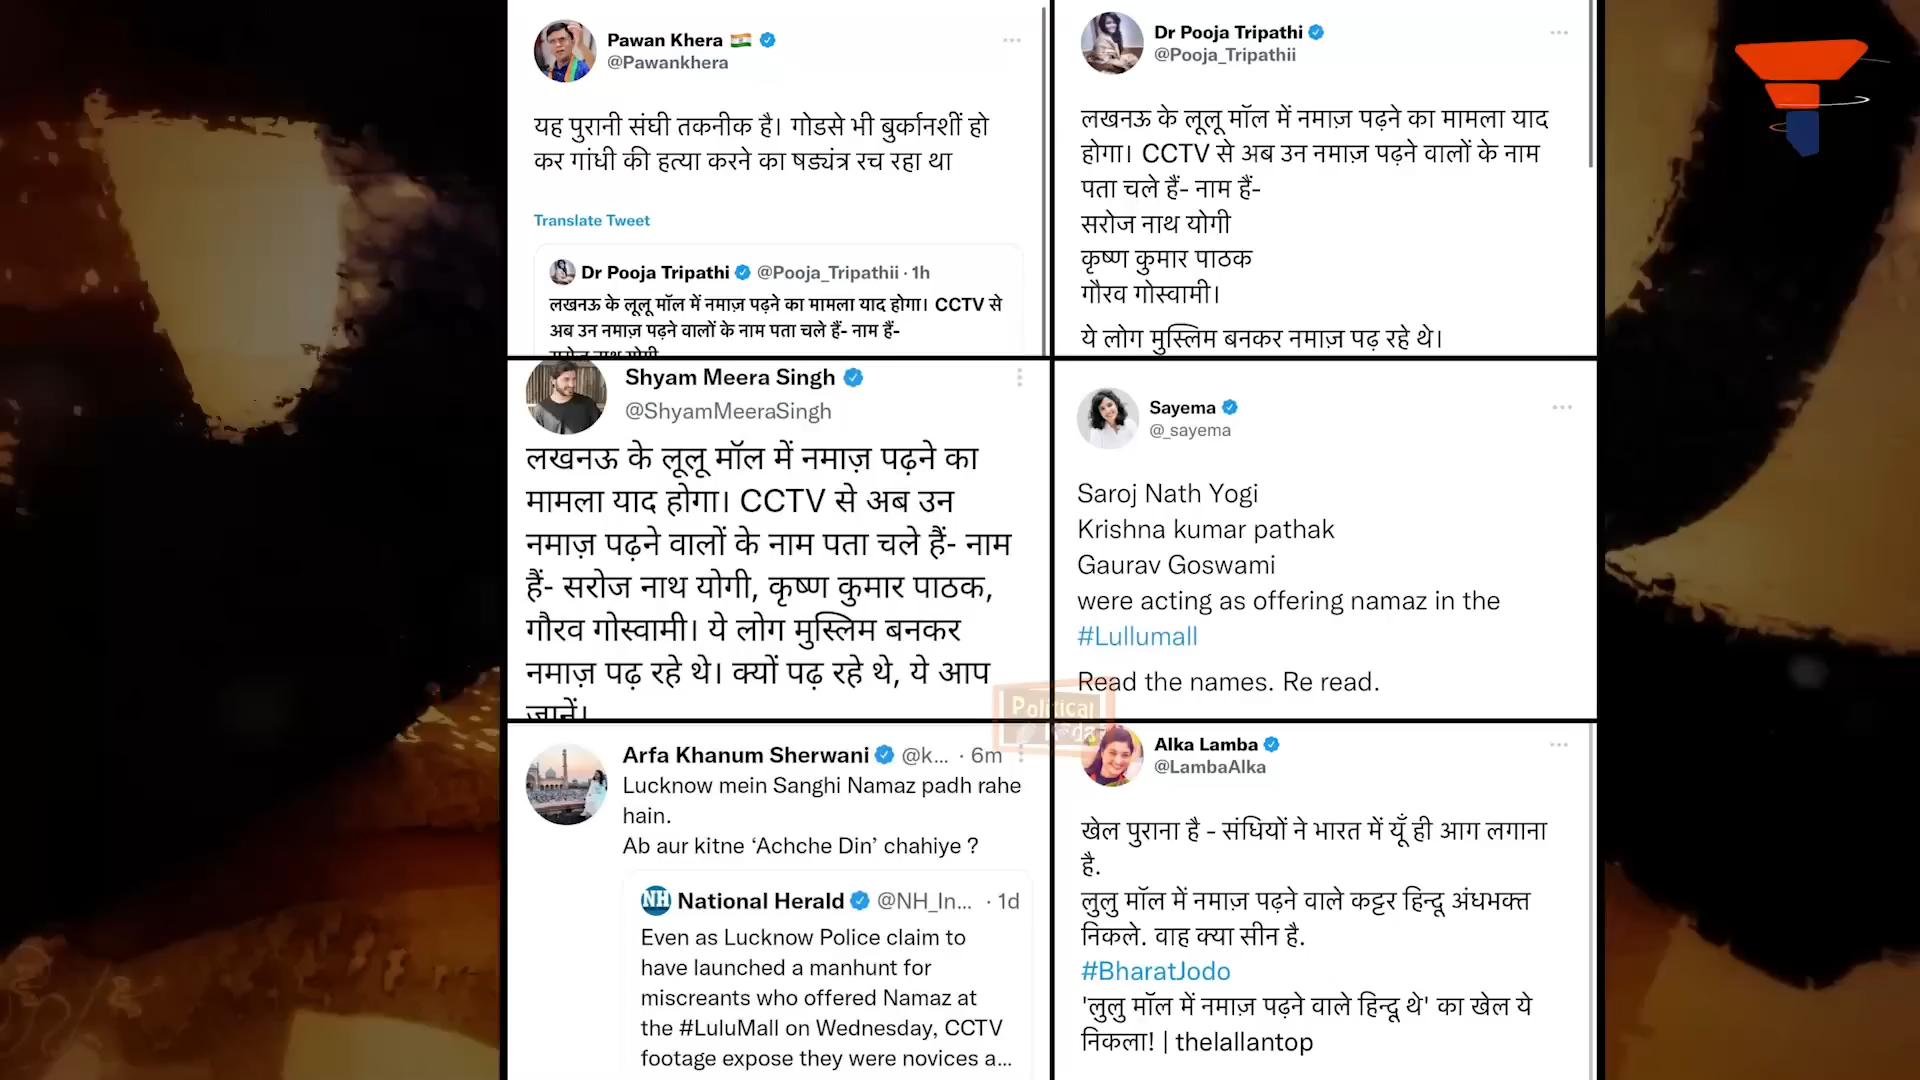 Pawan Khera
@Pawankhera
यह पुरानी संघी तकनीक है। गोडसे भी बुर्कानशीं हो
कर गांधी की हत्या करने का षड्यंत्र रच रहा था
Translate Tweet
Dr Pooja Tripathi @Pooja_Tripathii · 1h
लखनऊ के लूलू मॉल में नमाज़ पढ़ने का मामला याद होगा। CCTV से
अब उन नमाज़ पढ़ने वालों के नाम पता चले हैं- नाम हैं-
सरोज नाथ योगी
Dr Pooja Tripathi
@Pooja_Tripathii
लखनऊ के लूलू मॉल में नमाज़ पढ़ने का मामला याद
होगा। CCTV से अब उन नमाज़ पढ़ने वालों के नाम
पता चले हैं- नाम हैं-
सरोज नाथ योगी
कृष्ण कुमार पाठक
गौरव गोस्वामी।
ये लोग मुस्लिम बनकर नमाज़ पढ़ रहे थे।
Shyam Meera Singh
@ShyamMeeraSingh
लखनऊ के लूलू मॉल में नमाज़ पढ़ने का
मामला याद होगा। CCTV से अब उन
नमाज़ पढ़ने वालों के नाम पता चले हैं- नाम
हैं- सरोज नाथ योगी, कृष्ण कुमार पाठक,
गौरव गोस्वामी। ये लोग मुस्लिम बनकर
नमाज़ पढ़ रहे थे। क्यों पढ़ रहे थे, ये आप
जानें।
Sayema
@_sayema
Saroj Nath Yogi
Krishna kumar pathak
Gaurav Goswami
were acting as offering namaz in the
#Lullumall
Read the names. Re read.
Political
Arfa Khanum Sherwani @k... · 6m
Lucknow mein Sanghi Namaz padh rahe
hain.
Ab aur kitne ‘Achche Din’ chahiye ?
NH National Herald @NH_In... · 1d
Even as Lucknow Police claim to
have launched a manhunt for
miscreants who offered Namaz at
the #LuluMall on Wednesday, CCTV
footage expose they were novices a...
Alka Lamba
@LambaAlka
खेल पुराना है - संधियों ने भारत में यूँ ही आग लगाना
है.
लुलु मॉल में नमाज़ पढ़ने वाले कट्टर हिन्दू अंधभक्त
निकले. वाह क्या सीन है.
#BharatJodo
'लुलु मॉल में नमाज़ पढ़ने वाले हिन्दू थे' का खेल ये
निकला! | thelallantop